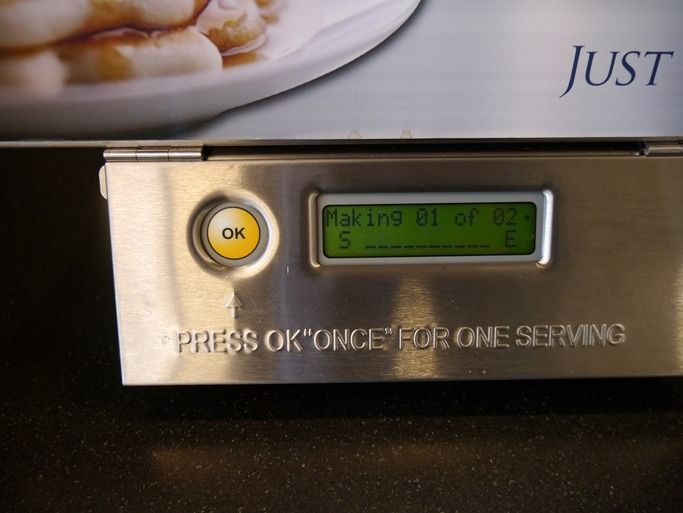 JUST
OK
Making 01 of 02
S __________ E
PRESS OK "ONCE" FOR ONE SERVING